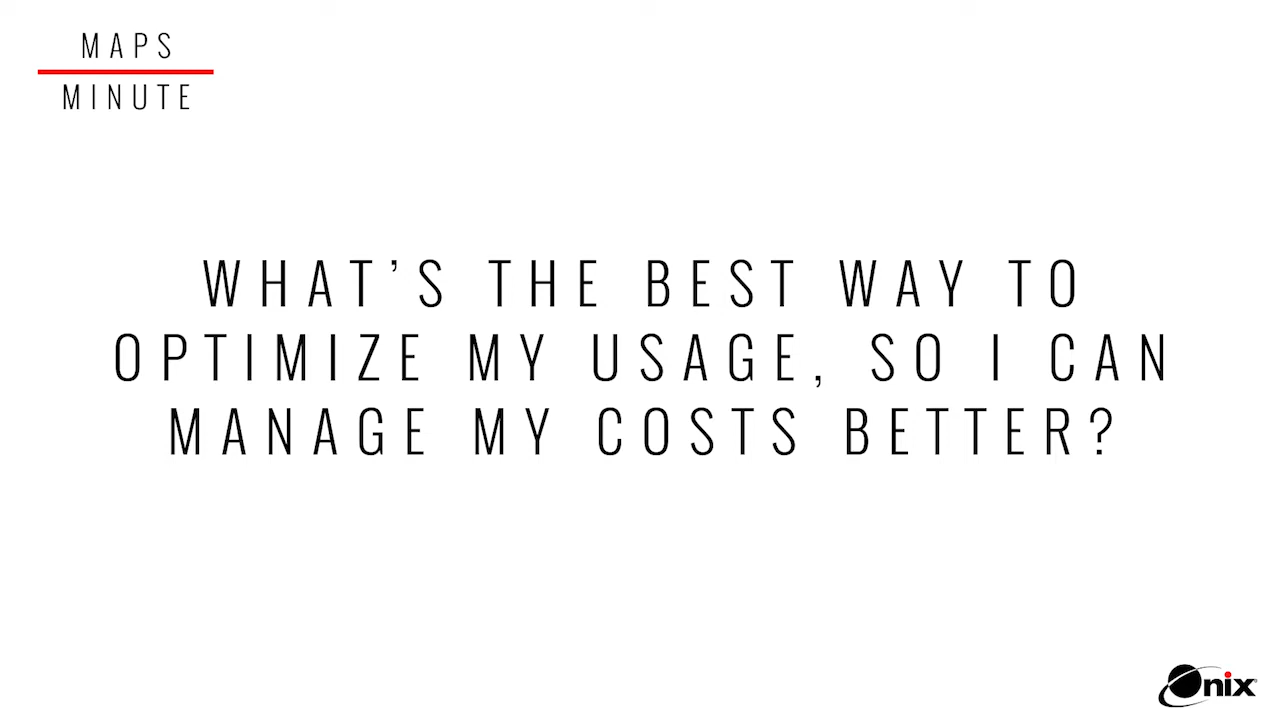 MAPS
MINUTE
WHAT’S THE BEST WAY TO
OPTIMIZE MY USAGE, SO I CAN
MANAGE MY COSTS BETTER?
Onix